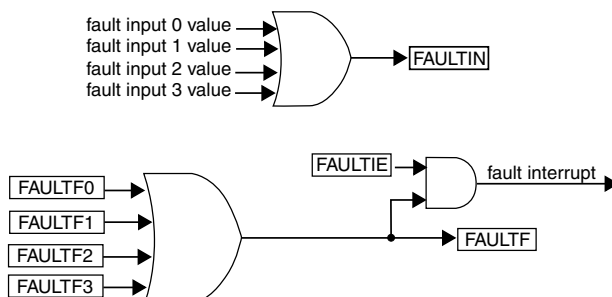 fault input 0 value
fault input 1 value
fault input 2 value
fault input 3 value
FAULTIN
FAULTIE
fault interrupt
FAULTF0
FAULTF1
FAULTF2
FAULTF3
FAULTF